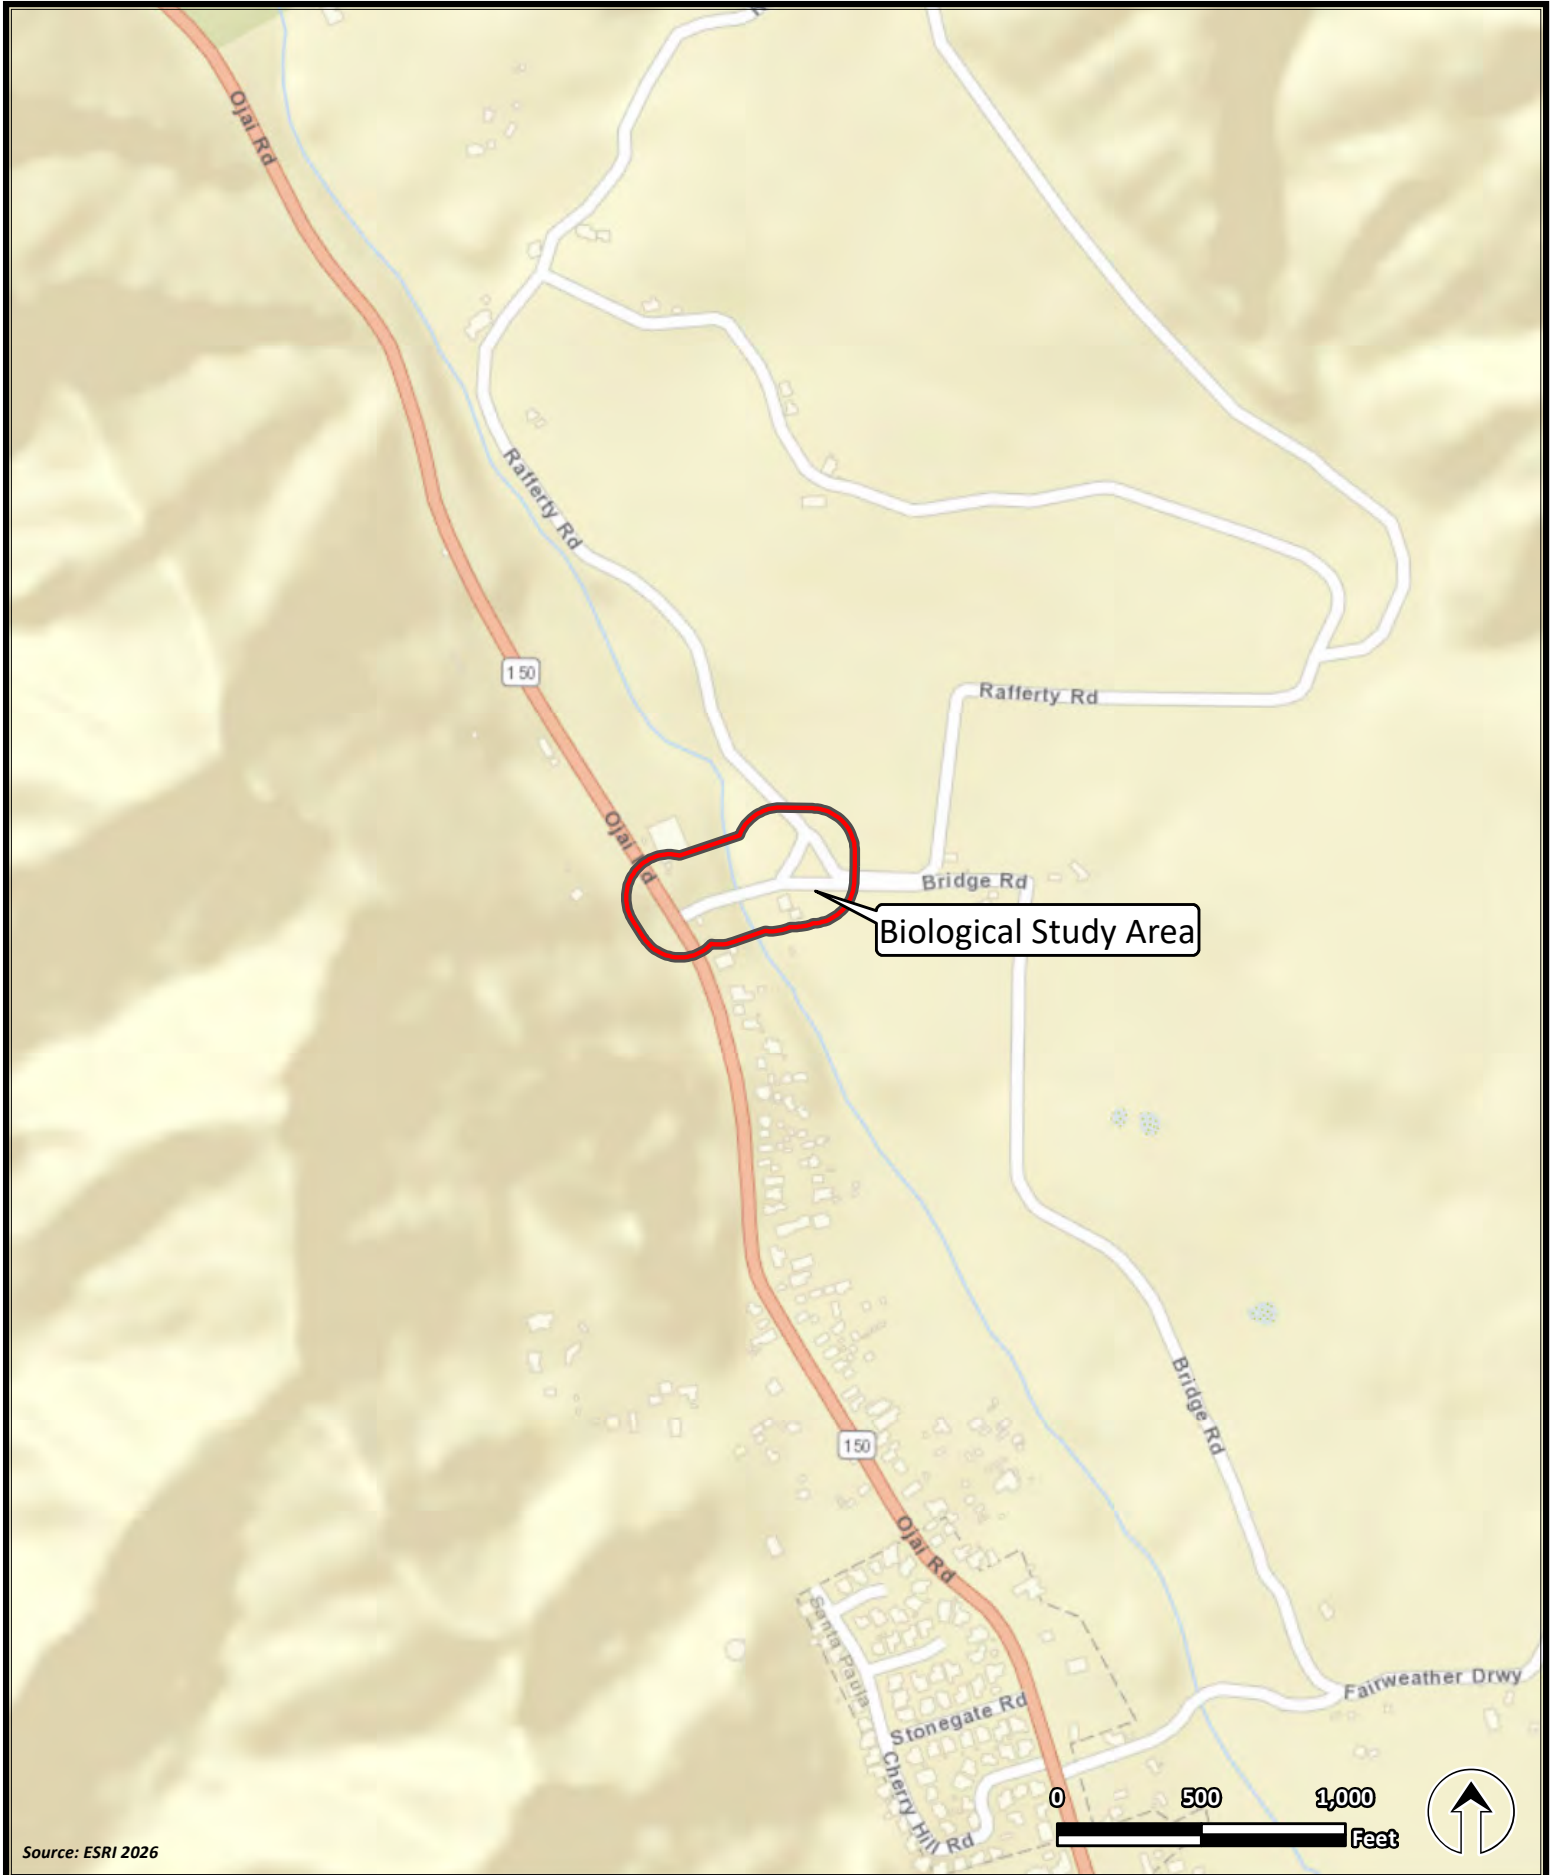 Ojai Rd
Rafferty Rd
150
Rafferty Rd
Ojai Rd
Bridge Rd
Biological Study Area
Bridge Rd
150
Ojai Rd
Santa Paula
Fairweather Drwy
Stonegate Rd
Cherry Hill Rd
0 500 1,000
Feet
Source: ESRI 2026